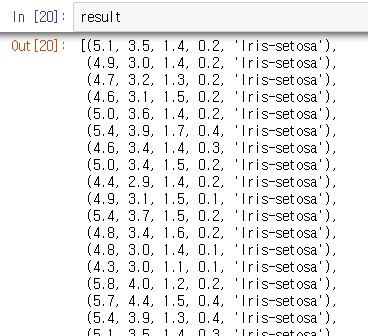 In [20]: result
Out[20]: [(5.1, 3.5, 1.4, 0.2, 'Iris-setosa'),
(4.9, 3.0, 1.4, 0.2, 'Iris-setosa'),
(4.7, 3.2, 1.3, 0.2, 'Iris-setosa'),
(4.6, 3.1, 1.5, 0.2, 'Iris-setosa'),
(5.0, 3.6, 1.4, 0.2, 'Iris-setosa'),
(5.4, 3.9, 1.7, 0.4, 'Iris-setosa'),
(4.6, 3.4, 1.4, 0.3, 'Iris-setosa'),
(5.0, 3.4, 1.5, 0.2, 'Iris-setosa'),
(4.4, 2.9, 1.4, 0.2, 'Iris-setosa'),
(4.9, 3.1, 1.5, 0.1, 'Iris-setosa'),
(5.4, 3.7, 1.5, 0.2, 'Iris-setosa'),
(4.8, 3.4, 1.6, 0.2, 'Iris-setosa'),
(4.8, 3.0, 1.4, 0.1, 'Iris-setosa'),
(4.3, 3.0, 1.1, 0.1, 'Iris-setosa'),
(5.8, 4.0, 1.2, 0.2, 'Iris-setosa'),
(5.7, 4.4, 1.5, 0.4, 'Iris-setosa'),
(5.4, 3.9, 1.3, 0.4, 'Iris-setosa'),
(5.1, 3.5, 1.4, 0.3, 'Iris-setosa'),